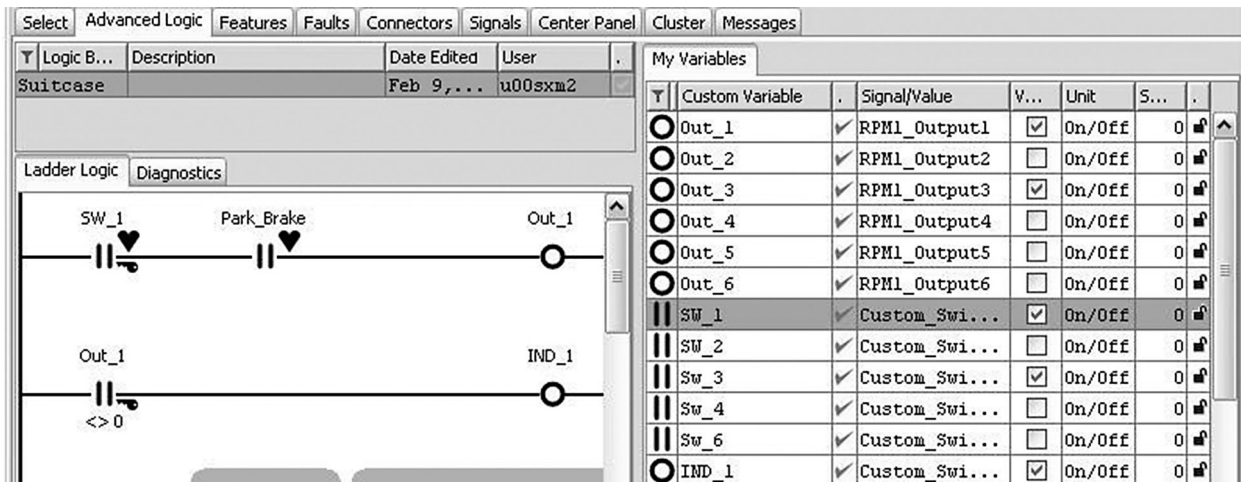 Select Advanced Logic Features Faults Connectors Signals Center Panel Cluster Messages
T Logic B... Description Date Edited User .
Suitcase Feb 9,... u00sxm2
Ladder Logic Diagnostics
SW_1 Park_Brake Out_1
Out_1 IND_1
<> 0
My Variables
T Custom Variable . Signal/Value V... Unit S... .
Out_1 RPM1_Output1 On/Off 0
Out_2 RPM1_Output2 On/Off 0
Out_3 RPM1_Output3 On/Off 0
Out_4 RPM1_Output4 On/Off 0
Out_5 RPM1_Output5 On/Off 0
Out_6 RPM1_Output6 On/Off 0
SW_1 Custom_Swi... On/Off 0
SW_2 Custom_Swi... On/Off 0
Sw_3 Custom_Swi... On/Off 0
Sw_4 Custom_Swi... On/Off 0
Sw_6 Custom_Swi... On/Off 0
IND_1 Custom_Swi... On/Off 0